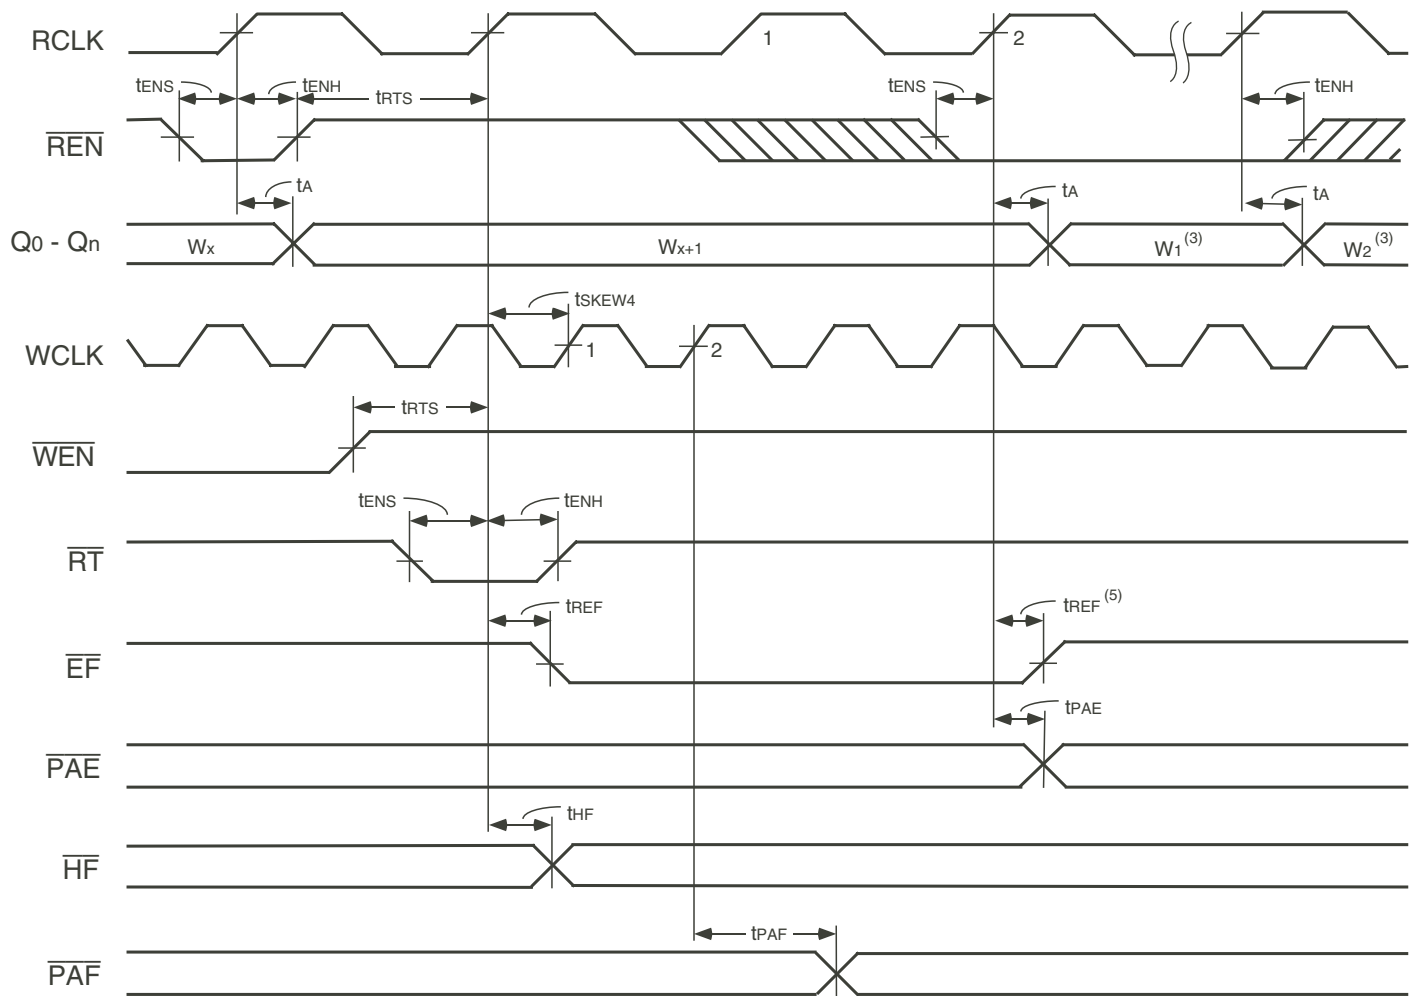 RCLK 1 2
tENS tENH tRTS tENS tENH
REN
tA tA tA
Q0 - Qn Wx Wx+1 W1(3) W2(3)
tSKEW4
WCLK 1 2
tRTS
WEN
tENS tENH
RT
tREF tREF(5)
EF
tPAE
PAE
tHF
HF
tPAF
PAF